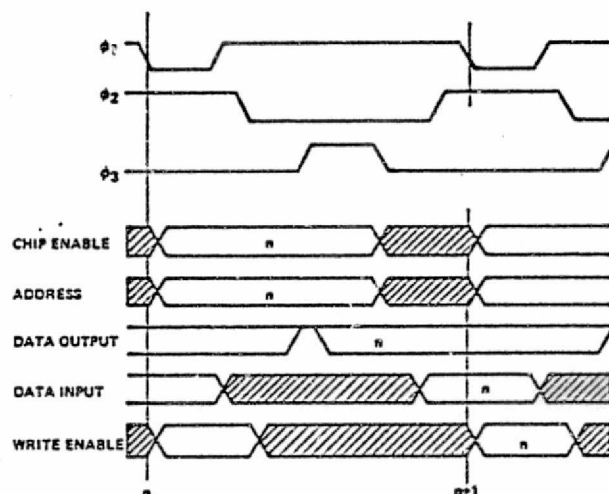 ϕ1
ϕ2
ϕ3
CHIP ENABLE n
ADDRESS n
DATA OUTPUT n
DATA INPUT n
WRITE ENABLE n
n n+1